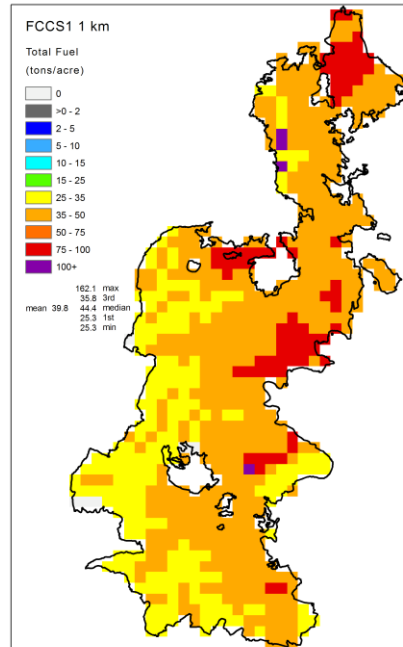 FCCS1 1 km
Total Fuel
(tons/acre)
0
>0 - 2
2 - 5
5 - 10
10 - 15
15 - 25
25 - 35
35 - 50
50 - 75
75 - 100
100+
162.1 max
35.8 3rd
mean 39.8 44.4 median
25.3 1st
25.3 min